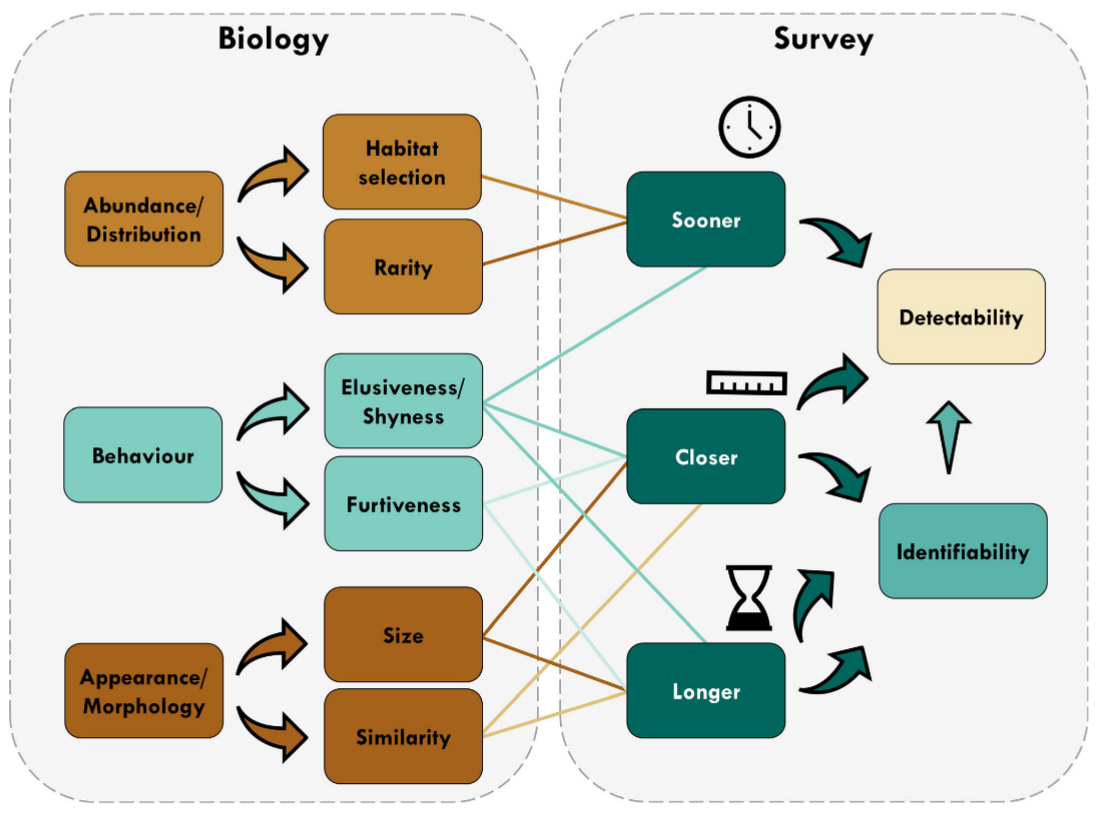 Biology
Abundance/
Distribution
Habitat
selection
Rarity
Behaviour
Elusiveness/
Shyness
Furtiveness
Appearance/
Morphology
Size
Similarity
Survey
Sooner
Closer
Longer
Detectability
Identifiability